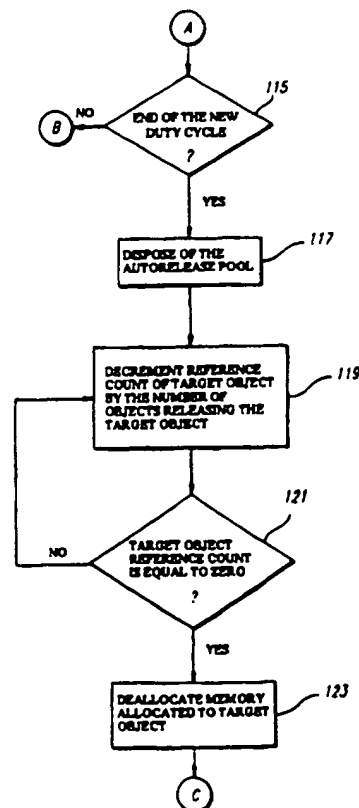 A
115
END OF THE NEW
DUTY CYCLE
?
NO
B
YES
117
DISPOSE OF THE
AUTORELEASE POOL
119
DECREMENT REFERENCE
COUNT OF TARGET OBJECT
BY THE NUMBER OF
OBJECTS RELEASING THE
TARGET OBJECT
121
TARGET OBJECT
REFERENCE COUNT
IS EQUAL TO ZERO
?
NO
YES
123
DEALLOCATE MEMORY
ALLOCATED TO TARGET
OBJECT
C